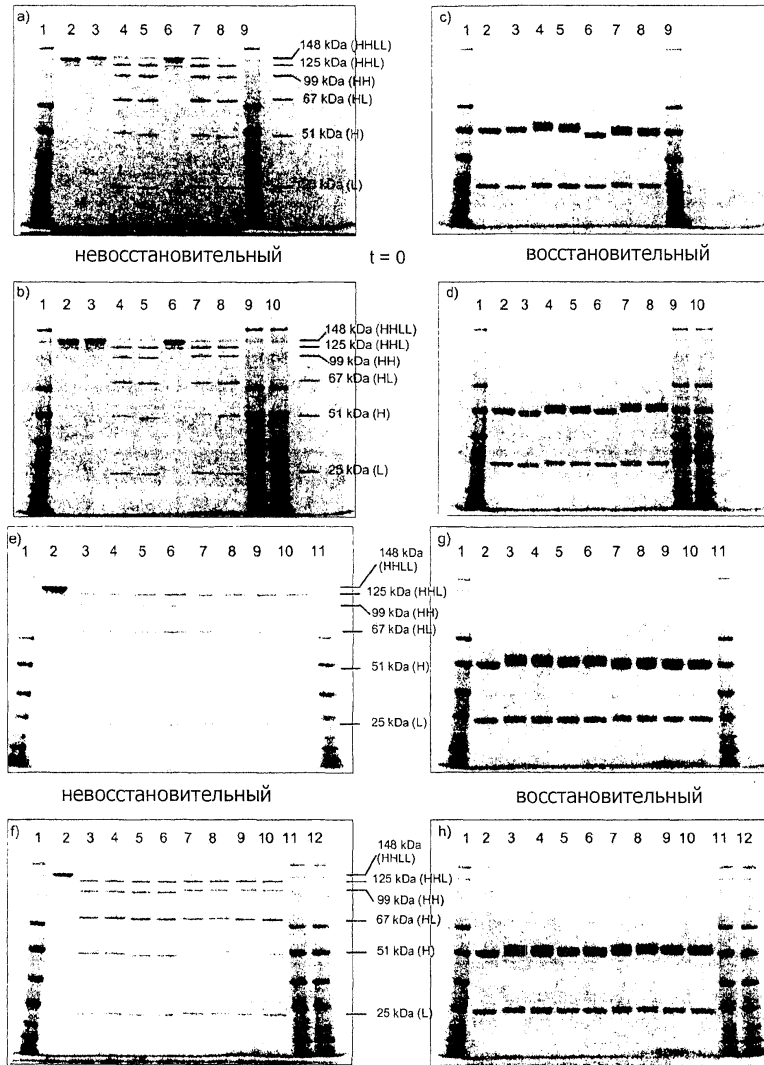 a)
1 2 3 4 5 6 7 8 9
148 kDa (HHLL)
125 kDa (HHL)
99 kDa (HH)
67 kDa (HL)
51 kDa (H)
kDa (L)
c)
1 2 3 4 5 6 7 8 9
невосстановительный
t = 0
восстановительный
b)
1 2 3 4 5 6 7 8 9 10
148 kDa (HHLL)
125 kDa (HHL)
99 kDa (HH)
67 kDa (HL)
51 kDa (H)
25 kDa (L)
d)
1 2 3 4 5 6 7 8 9 10
e)
1 2 3 4 5 6 7 8 9 10 11
148 kDa
(HHLL)
125 kDa (HHL)
99 kDa (HH)
67 kDa (HL)
51 kDa (H)
25 kDa (L)
g)
1 2 3 4 5 6 7 8 9 10 11
невосстановительный
восстановительный
f)
1 2 3 4 5 6 7 8 9 10 11 12
148 kDa
(HHLL)
125 kDa (HHL)
99 kDa (HH)
67 kDa (HL)
51 kDa (H)
25 kDa (L)
h)
1 2 3 4 5 6 7 8 9 10 11 12